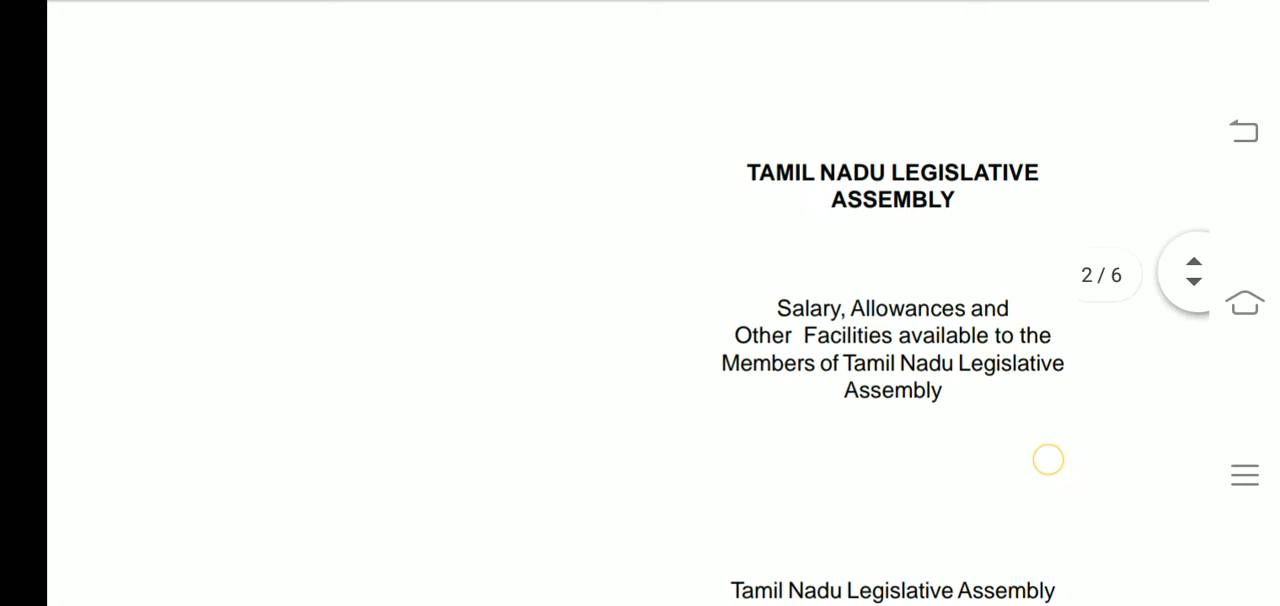 TAMIL NADU LEGISLATIVE
ASSEMBLY
2 / 6
Salary, Allowances and
Other Facilities available to the
Members of Tamil Nadu Legislative
Assembly
Tamil Nadu Legislative Assembly